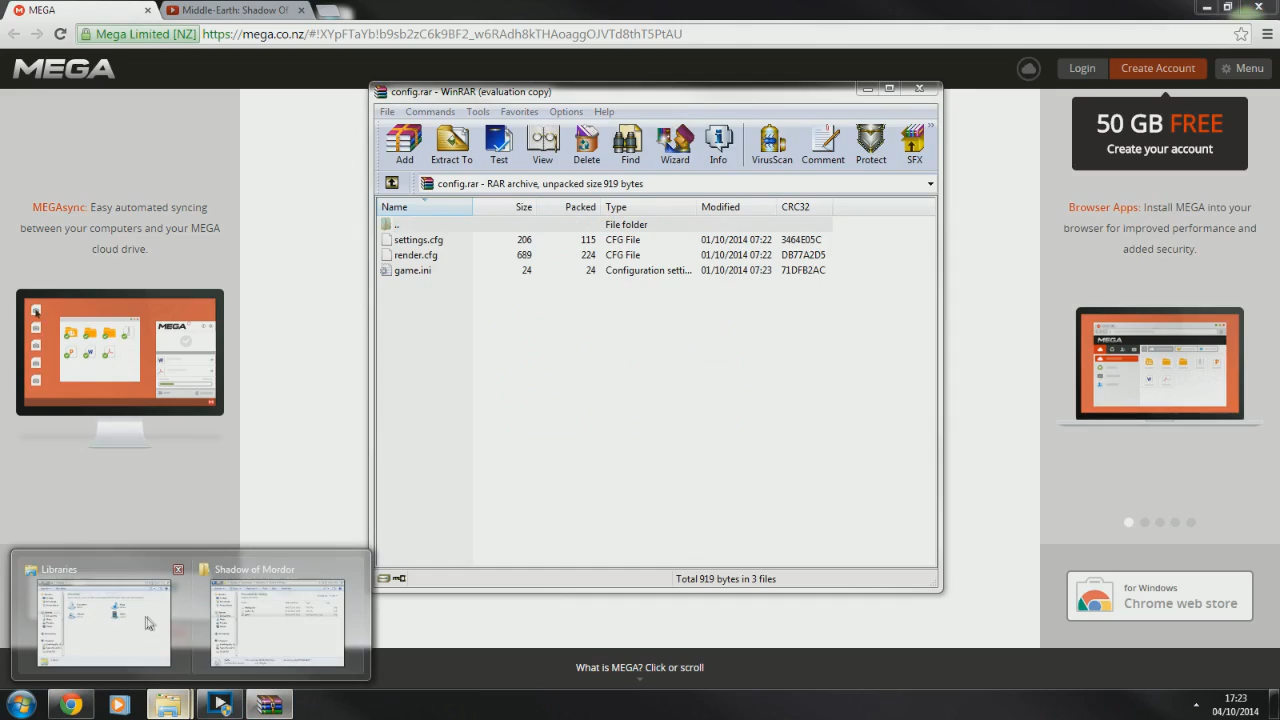 MEGA
Middle-Earth: Shadow Of
Mega Limited [NZ]
https://mega.co.nz/#!XYpFTaYb!b9sb2zC6k9BF2_w6RAdh8kTHAoaggOJVTd8thT5PtAU
MEGA
Login
Create Account
Menu
50 GB FREE
Create your account
config.rar - WinRAR (evaluation copy)
File Commands Tools Favorites Options Help
Add Extract To Test View Delete Find Wizard Info VirusScan Comment Protect SFX
config.rar - RAR archive, unpacked size 919 bytes
Name Size Packed Type Modified CRC32
.. File folder
settings.cfg 206 115 CFG File 01/10/2014 07:22 3464E05C
render.cfg 689 224 CFG File 01/10/2014 07:22 DB77A2D5
game.ini 24 24 Configuration setti... 01/10/2014 07:23 71DFB2AC
Total 919 bytes in 3 files
MEGAsync: Easy automated syncing
between your computers and your MEGA
cloud drive.
MEGA
Browser Apps: Install MEGA into your
browser for improved performance and
added security.
MEGA
for Windows
Chrome web store
Libraries
Shadow of Mordor
What is MEGA? Click or scroll
17:23
04/10/2014